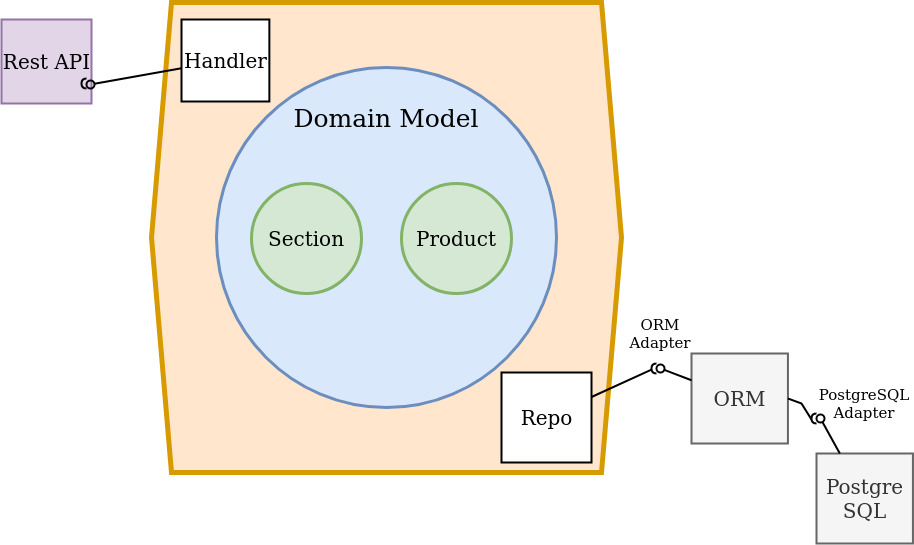 Rest API
Handler
Domain Model
Section
Product
ORM
Adapter
Repo
ORM
PostgreSQL
Adapter
Postgre
SQL